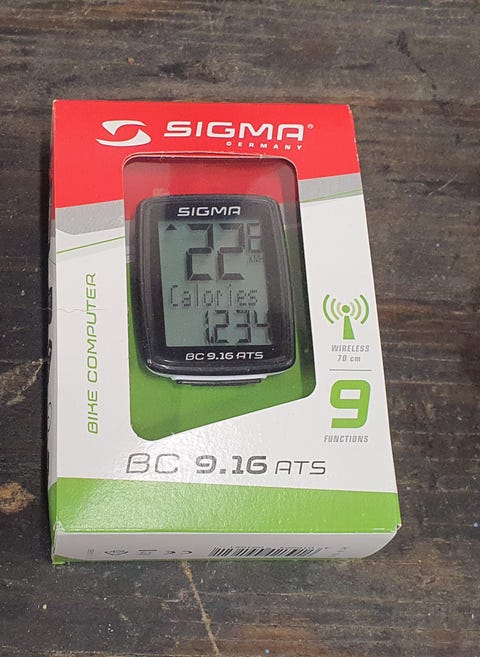 SIGMA®
GERMANY
SIGMA
22
KMH
Calories
1234
BC 9.16 ATS
BIKE COMPUTER
WIRELESS
70 cm
9
FUNCTIONS
BC 9.16 ATS